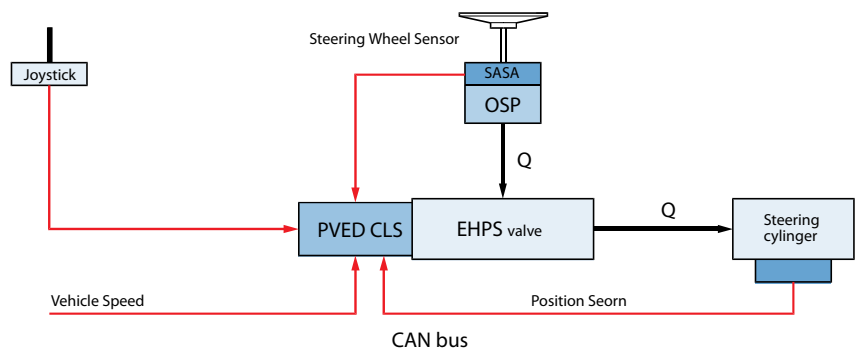 Steering Wheel Sensor
Joystick
SASA
OSP
Q
PVED CLS
EHPS valve
Q
Steering
cylinger
Vehicle Speed
Position Seorn
CAN bus